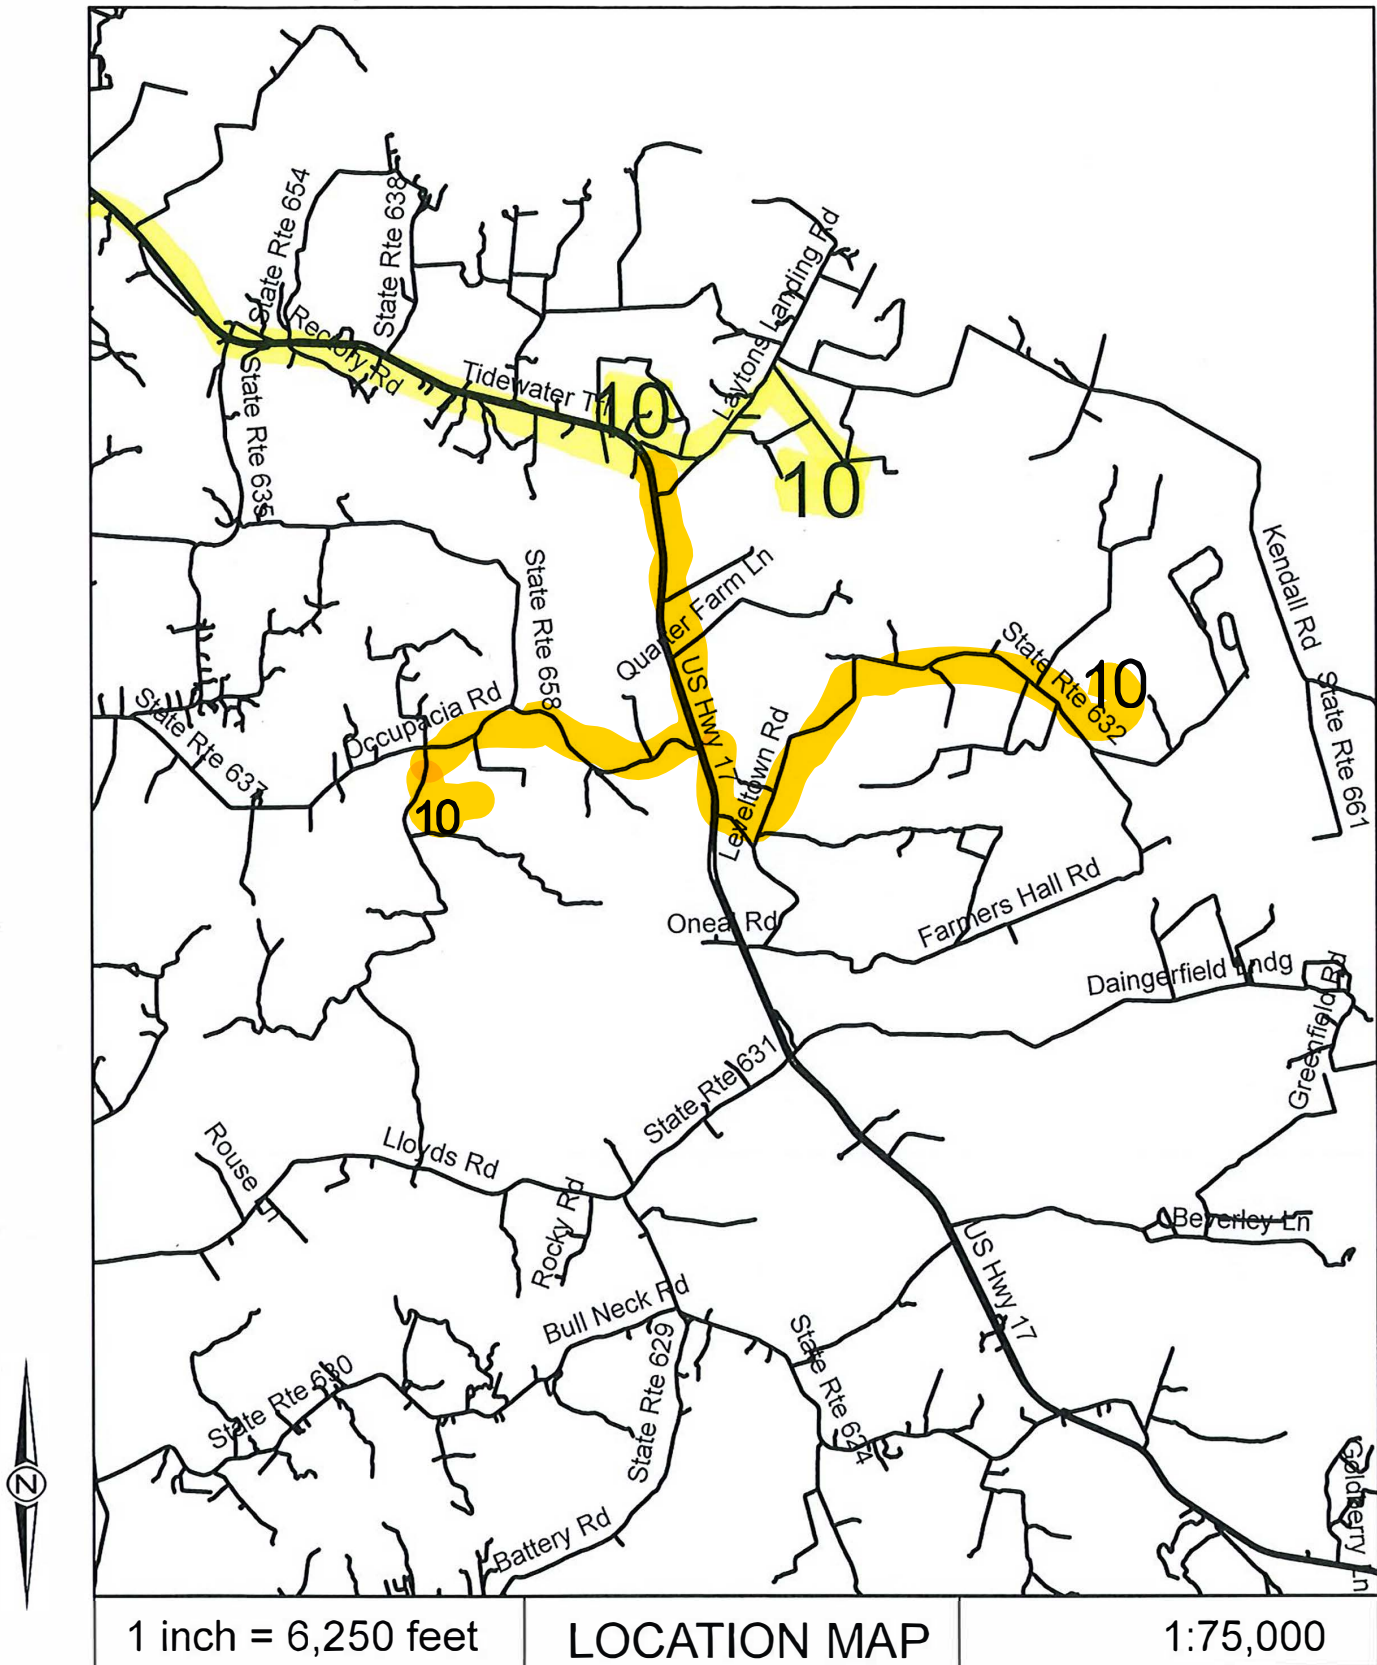 State Rte 654
State Rte 638
Laytons Landing Rd
Rectory Rd
Tidewater Trl
10
State Rte 635
10
Kendall Rd
State Rte 658
Quarter Farm Ln
US Hwy 17
State Rte 632
10
State Rte 661
Occupacia Rd
State Rte 637
Leveltown Rd
10
Oneal Rd
Farmers Hall Rd
Daingerfield Lndg
Greenfield Rd
State Rte 631
Rouse Ln
Lloyds Rd
Rocky Rd
Beverley Ln
US Hwy 17
Bull Neck Rd
State Rte 629
State Rte 624
State Rte 630
Goldberry Ln
Battery Rd
N
1 inch = 6,250 feet
LOCATION MAP
1:75,000